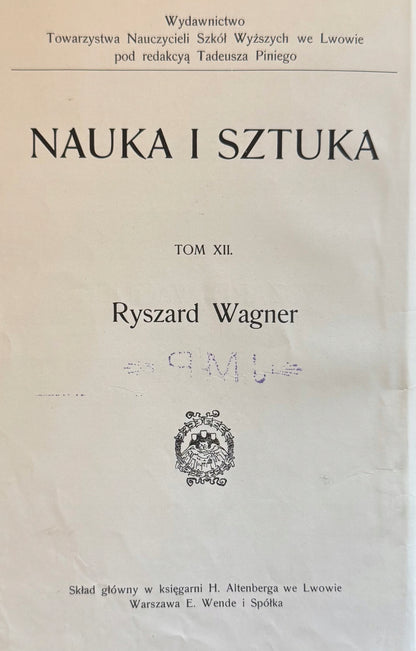 Wydawnictwo
Towarzystwa Nauczycieli Szkół Wyższych we Lwowie
pod redakcyą Tadeusza Piniego
NAUKA I SZTUKA
TOM XII.
Ryszard Wagner
Skład główny w księgarni H. Altenberga we Lwowie
Warszawa E. Wende i Spółka